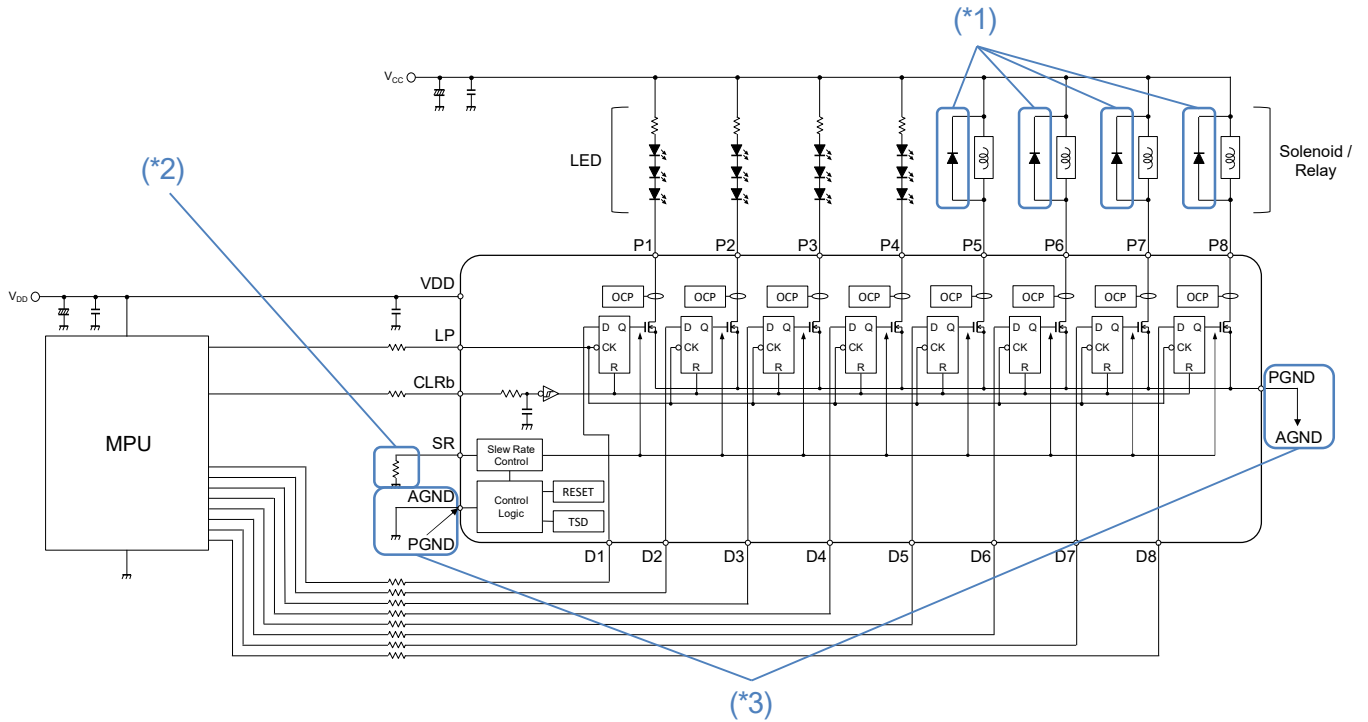 (*1)
VCC
LED
Solenoid /
Relay
(*2)
P1 P2 P3 P4 P5 P6 P7 P8
VDD
VDD
OCP OCP OCP OCP OCP OCP OCP OCP
LP
D Q D Q D Q D Q D Q D Q D Q D Q
CK CK CK CK CK CK CK CK
R R R R R R R R
CLRb
PGND
AGND
MPU
SR
Slew Rate
Control
AGND
PGND
Control
Logic
RESET
TSD
D1 D2 D3 D4 D5 D6 D7 D8
(*3)